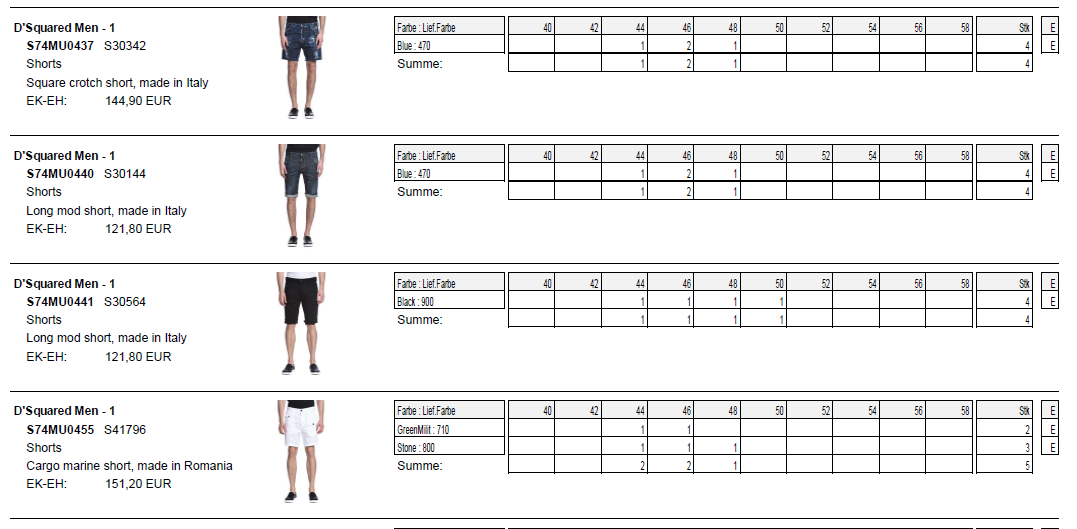 D'Squared Men - 1
S74MU0437 S30342
Shorts
Square crotch short, made in Italy
EK-EH: 144,90 EUR
Farbe : Lief.Farbe 40 42 44 46 48 50 52 54 56 58 Stk E
Blue : 470 1 2 1 4 E
Summe: 1 2 1 4
D'Squared Men - 1
S74MU0440 S30144
Shorts
Long mod short, made in Italy
EK-EH: 121,80 EUR
Farbe : Lief.Farbe 40 42 44 46 48 50 52 54 56 58 Stk E
Blue : 470 1 2 1 4 E
Summe: 1 2 1 4
D'Squared Men - 1
S74MU0441 S30564
Shorts
Long mod short, made in Italy
EK-EH: 121,80 EUR
Farbe : Lief.Farbe 40 42 44 46 48 50 52 54 56 58 Stk E
Black : 900 1 1 1 1 4 E
Summe: 1 1 1 1 4
D'Squared Men - 1
S74MU0455 S41796
Shorts
Cargo marine short, made in Romania
EK-EH: 151,20 EUR
Farbe : Lief.Farbe 40 42 44 46 48 50 52 54 56 58 Stk E
GreenMilit : 710 1 1 2 E
Stone : 800 1 1 1 3 E
Summe: 2 2 1 5